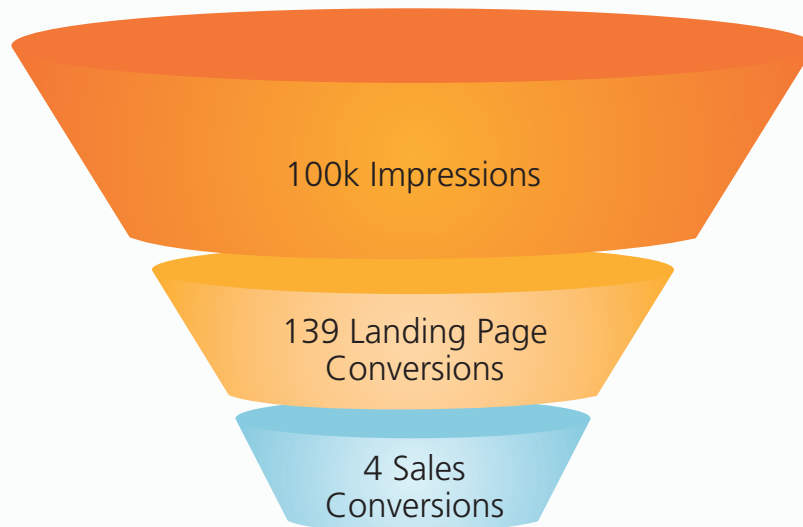 100k Impressions
139 Landing Page
Conversions
4 Sales
Conversions